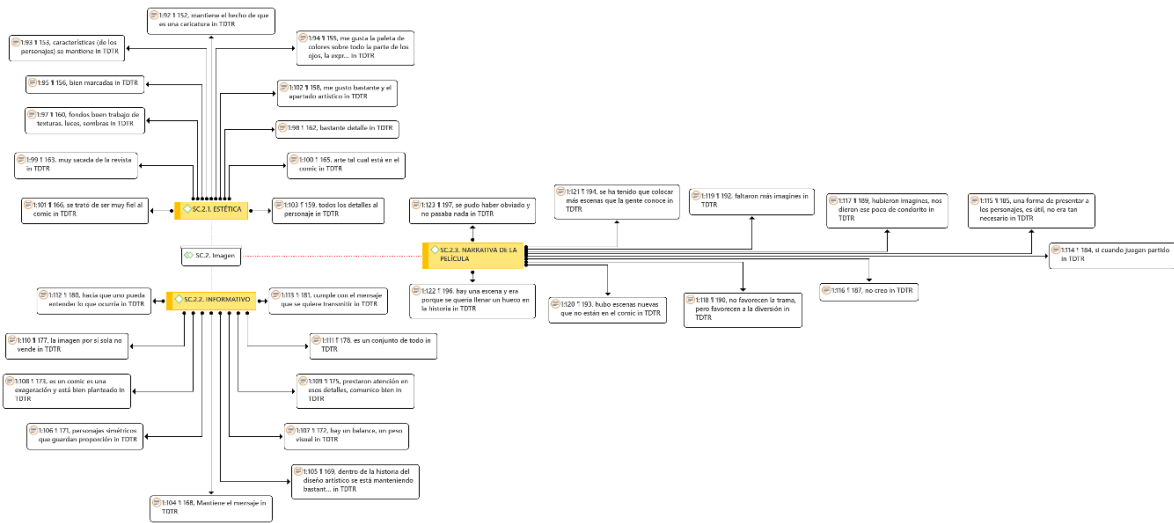 1:92 ¶ 152, mantiene el hecho de que
es una caricatura in TDTR
1:93 ¶ 153, características (de los
personajes) se mantiene in TDTR
1:94 ¶ 155, me gusta la paleta de
colores sobre todo la parte de los
ojos, la expr... in TDTR
1:95 ¶ 156, bien marcadas in TDTR
1:102 ¶ 158, me gusto bastante y el
apartado artístico in TDTR
1:97 ¶ 160, fondos buen trabajo de
texturas, luces, sombras in TDTR
1:98 ¶ 162, bastante detalle in TDTR
1:99 ¶ 163, muy sacada de la revista
in TDTR
1:100 ¶ 165, arte tal cual está en el
comic in TDTR
1:101 ¶ 166, se trató de ser muy fiel al
comic in TDTR
SC.2.1. ESTÉTICA
1:103 ¶ 159, todos los detalles al
personaje in TDTR
1:123 ¶ 197, se pudo haber obviado y
no pasaba nada in TDTR
1:121 ¶ 194, se ha tenido que colocar
más escenas que la gente conoce in
TDTR
1:119 ¶ 192, faltaron más imagines in
TDTR
1:117 ¶ 189, hubieron imagines, nos
dieron ese poco de condorito in
TDTR
1:115 ¶ 185, una forma de presentar a
los personajes, es útil, no era tan
necesario in TDTR
SC.2. Imagen
SC.2.3. NARRATIVA DE LA
PELÍCULA
1:114 ¶ 184, si cuando juegan partido
in TDTR
1:122 ¶ 196, hay una escena y era
porque se quería llenar un hueco en
la historia in TDTR
1:120 ¶ 193, hubo escenas nuevas
que no están en el comic in TDTR
1:118 ¶ 190, no favorecen la trama,
pero favorecen a la diversión in
TDTR
1:116 ¶ 187, no creo in TDTR
1:112 ¶ 180, hacía que uno pueda
entender lo que ocurría in TDTR
SC.2.2. INFORMATIVO
1:113 ¶ 181, cumple con el mensaje
que se quiere transmitir in TDTR
1:110 ¶ 177, la imagen por sí sola no
vende in TDTR
1:111 ¶ 178, es un conjunto de todo in
TDTR
1:108 ¶ 173, es un comic es una
exageración y está bien planteado in
TDTR
1:109 ¶ 175, prestaron atención en
esos detalles, comunico bien in
TDTR
1:106 ¶ 171, personajes simétricos
que guardan proporción in TDTR
1:107 ¶ 172, hay un balance, un peso
visual in TDTR
1:105 ¶ 169, dentro de la historia del
diseño artístico se está manteniendo
bastant... in TDTR
1:104 ¶ 168, Mantiene el mensaje in
TDTR